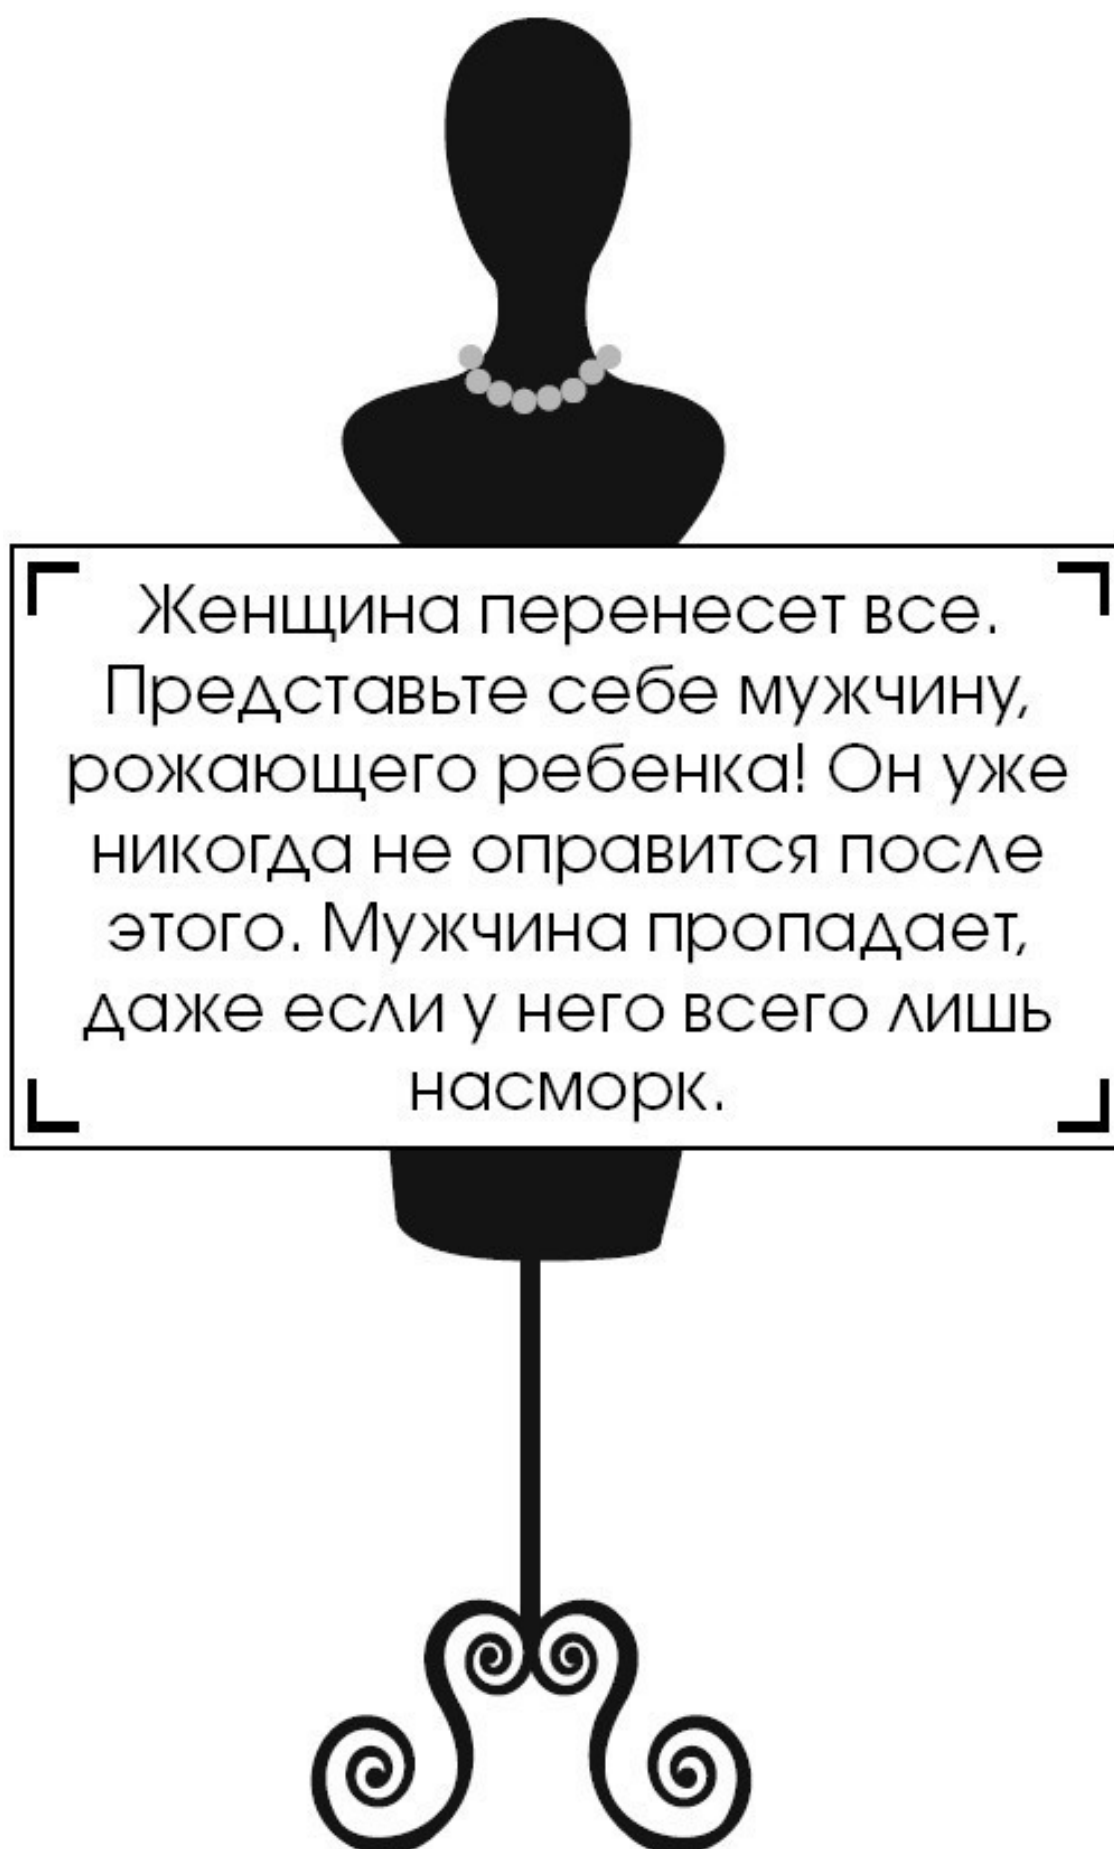 Женщина перенесет все.
Представьте себе мужчину,
рожающего ребенка! Он уже
никогда не оправится после
этого. Мужчина пропадает,
даже если у него всего лишь
насморк.